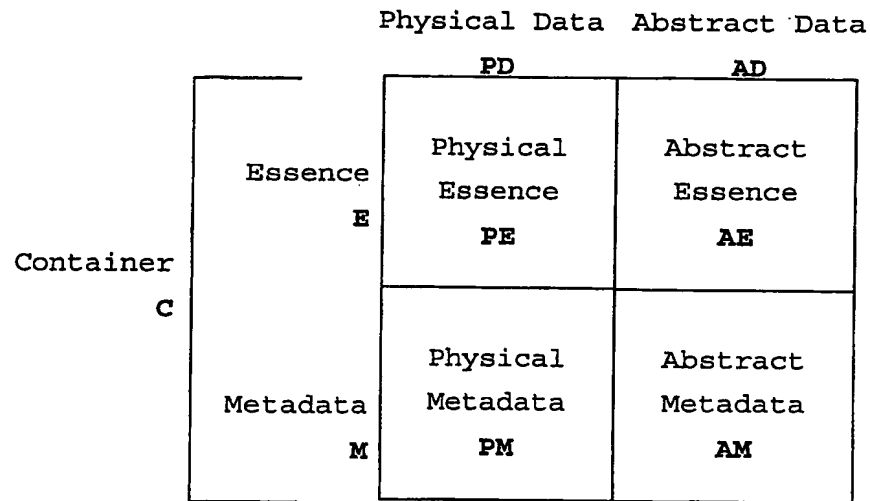 Physical Data Abstract Data
PD AD
Essence
E
Physical
Essence
PE
Abstract
Essence
AE
Container
C
Metadata
M
Physical
Metadata
PM
Abstract
Metadata
AM